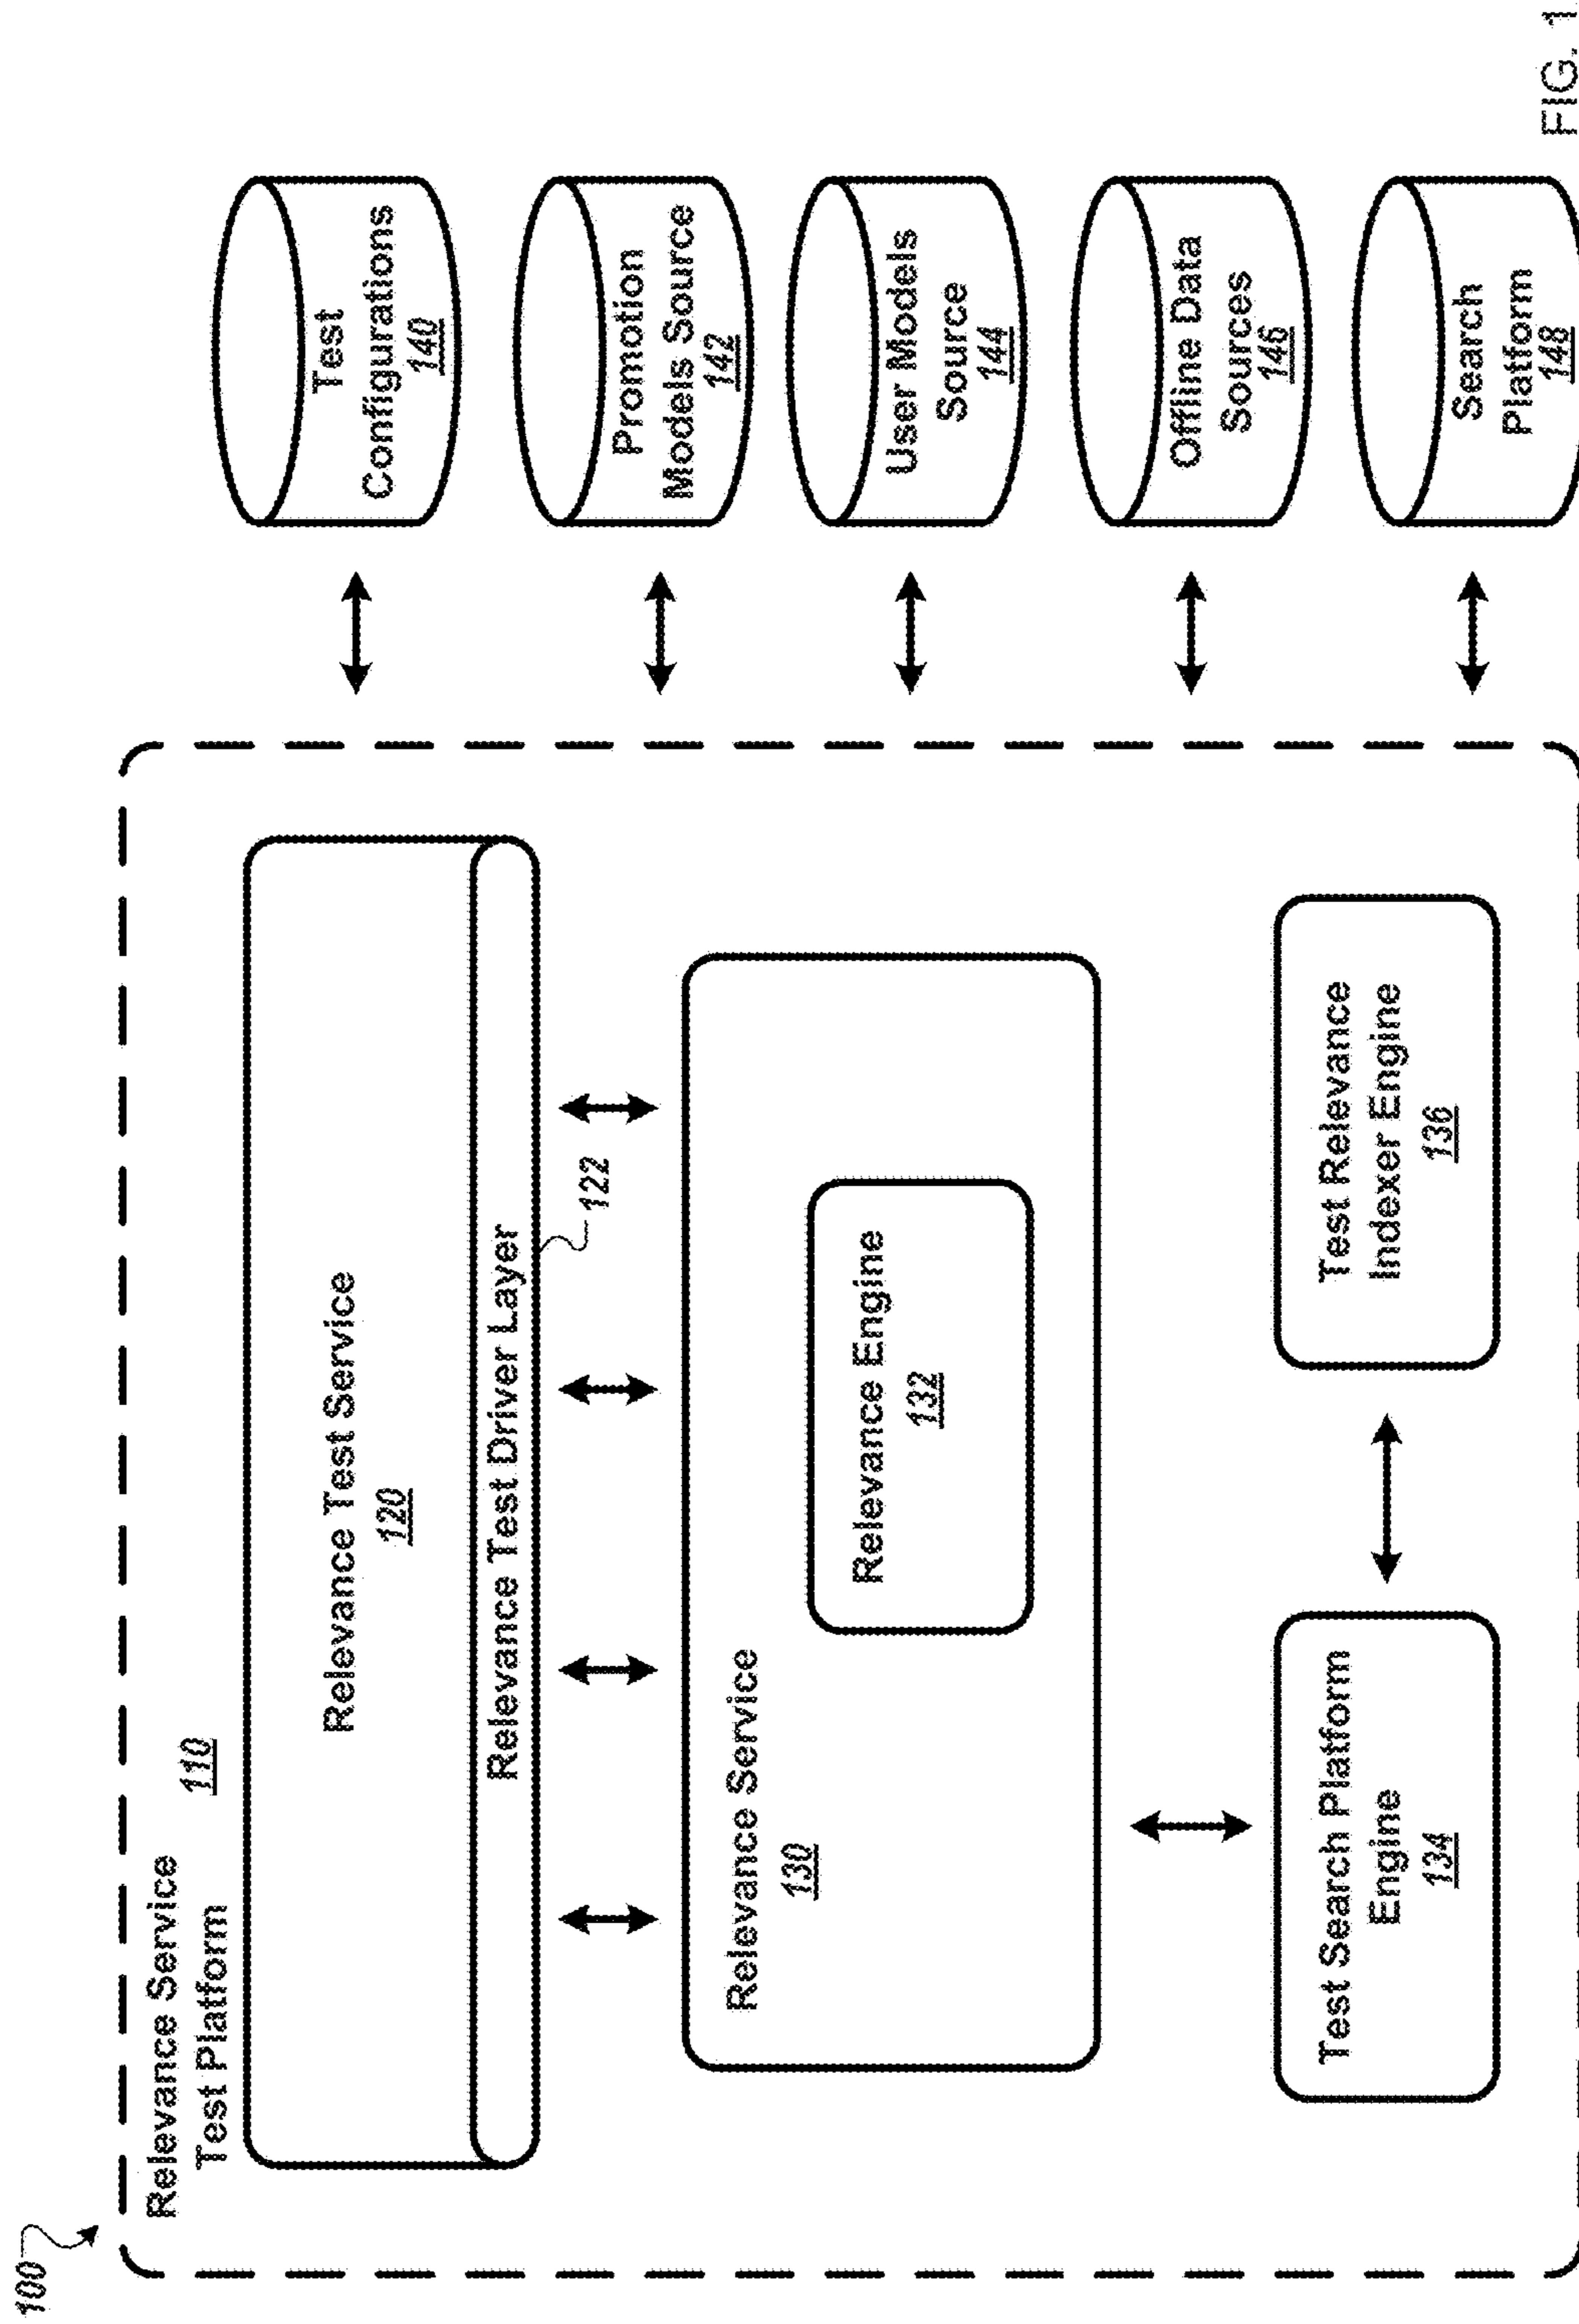 100
Relevance Service
Test Platform
110
Relevance Test Service
120
Relevance Test Driver Layer
122
Relevance Service
130
Relevance Engine
132
Test Search Platform
Engine
134
Test Relevance
Indexer Engine
136
Test
Configurations
140
Promotion
Models Source
142
User Models
Source
144
Offline Data
Sources
146
Search
Platform
148
FIG. 1